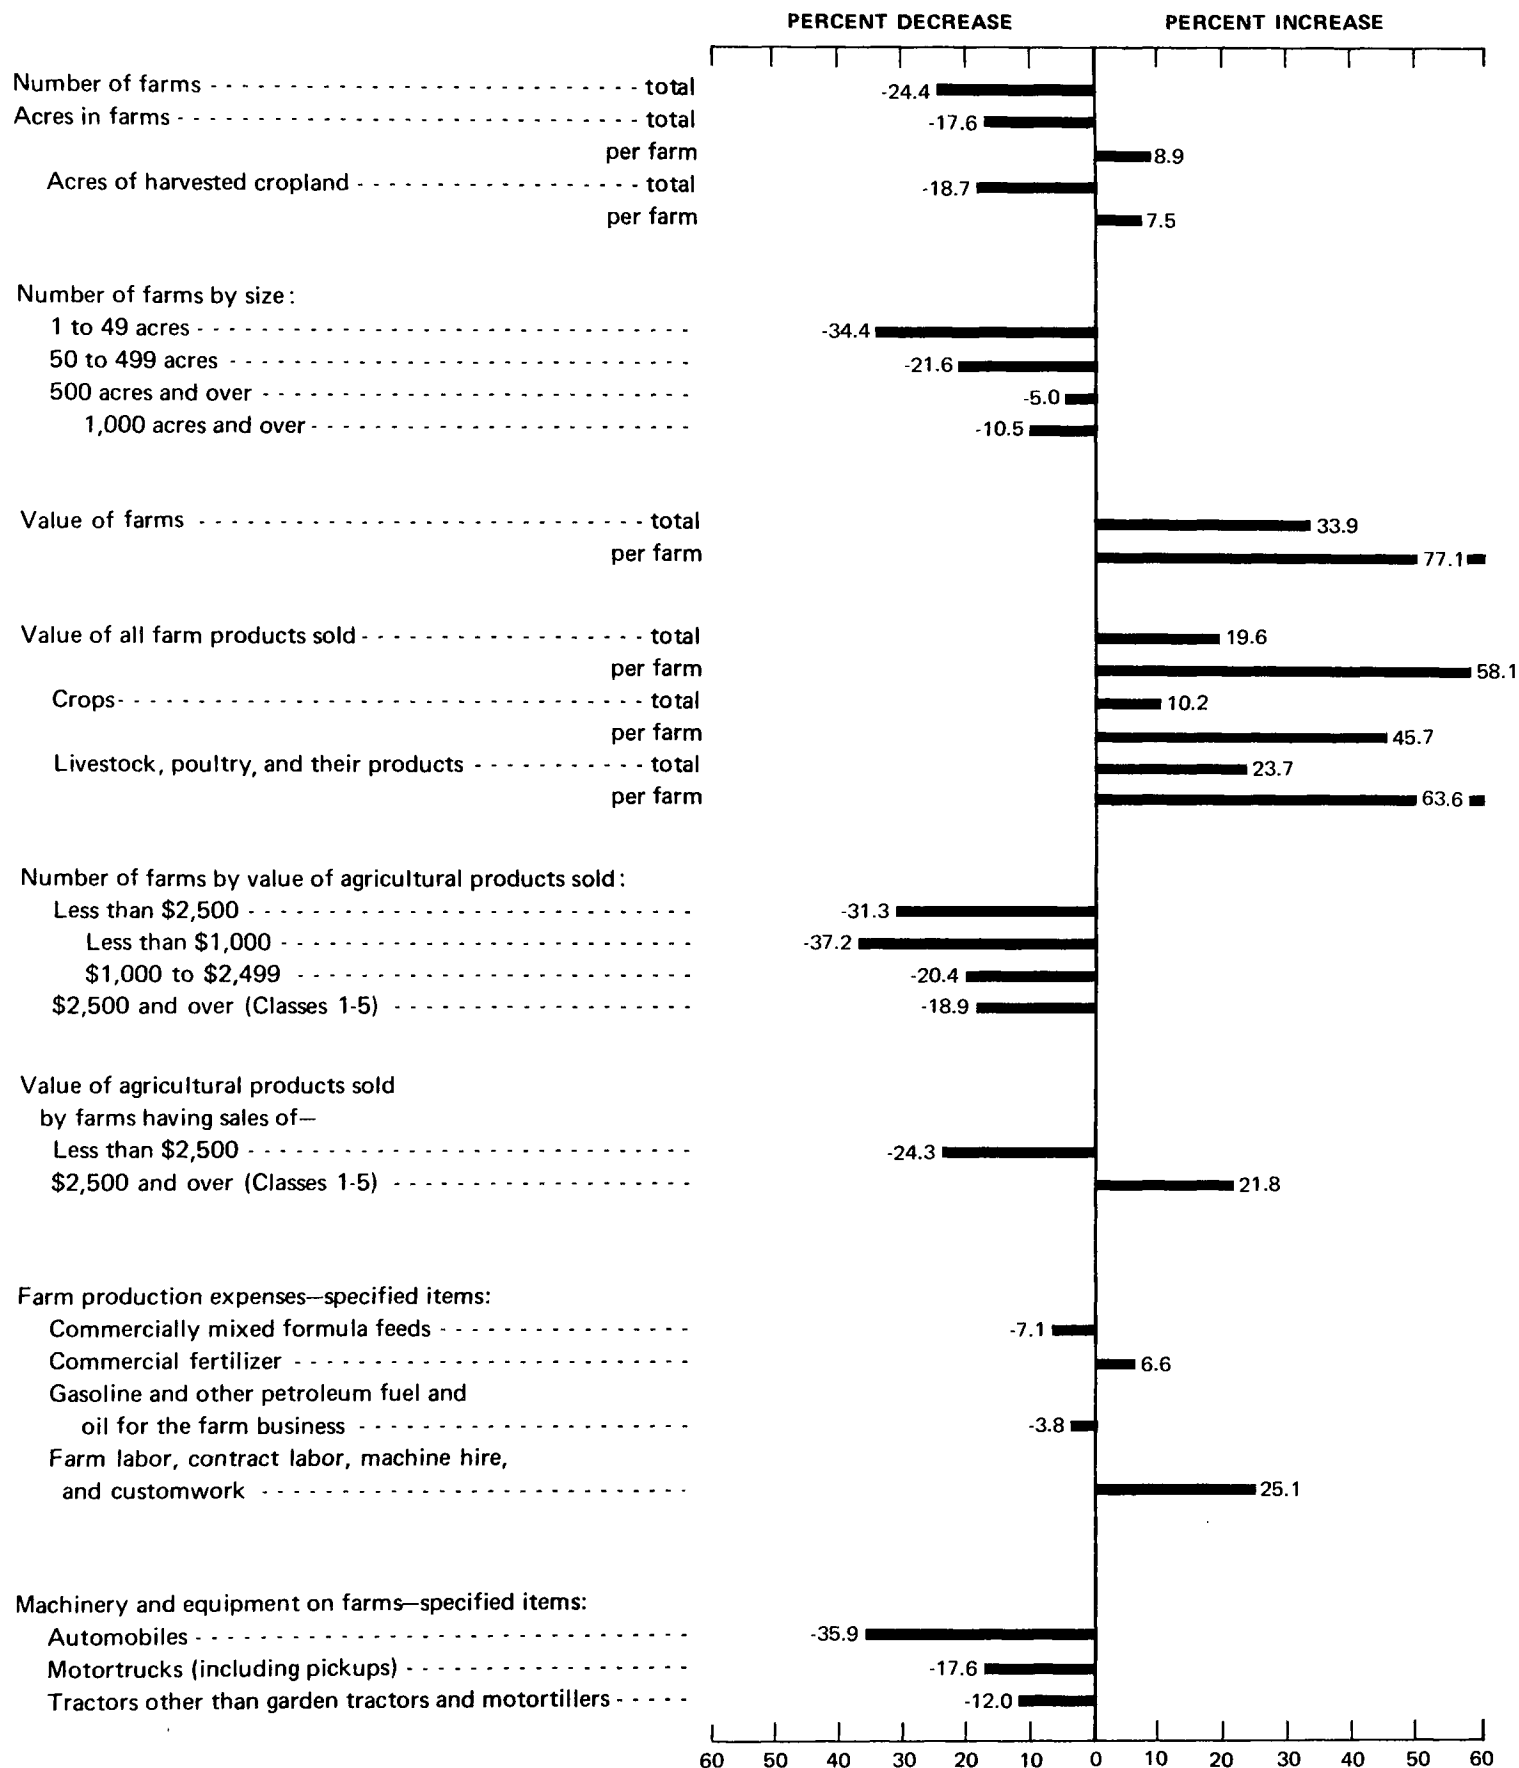 PERCENT DECREASE PERCENT INCREASE
Number of farms - - - - - - - - - - - - - - - - - - - - - - - - - - - total -24.4
Acres in farms - - - - - - - - - - - - - - - - - - - - - - - - - - - - - total -17.6
per farm 8.9
Acres of harvested cropland - - - - - - - - - - - - - - - - - - total -18.7
per farm 7.5
Number of farms by size:
1 to 49 acres - - - - - - - - - - - - - - - - - - - - - - - - - - - - - - - -34.4
50 to 499 acres - - - - - - - - - - - - - - - - - - - - - - - - - - - - - -21.6
500 acres and over - - - - - - - - - - - - - - - - - - - - - - - - - - - -5.0
1,000 acres and over - - - - - - - - - - - - - - - - - - - - - - - - -10.5
Value of farms - - - - - - - - - - - - - - - - - - - - - - - - - - - - total 33.9
per farm 77.1
Value of all farm products sold - - - - - - - - - - - - - - - - - - total 19.6
per farm 58.1
Crops - - - - - - - - - - - - - - - - - - - - - - - - - - - - - - - - - total 10.2
per farm 45.7
Livestock, poultry, and their products - - - - - - - - - - - total 23.7
per farm 63.6
Number of farms by value of agricultural products sold:
Less than $2,500 - - - - - - - - - - - - - - - - - - - - - - - - - - - - -31.3
Less than $1,000 - - - - - - - - - - - - - - - - - - - - - - - - - - -37.2
$1,000 to $2,499 - - - - - - - - - - - - - - - - - - - - - - - - - -20.4
$2,500 and over (Classes 1-5) - - - - - - - - - - - - - - - - - - - -18.9
Value of agricultural products sold
by farms having sales of—
Less than $2,500 - - - - - - - - - - - - - - - - - - - - - - - - - - - - -24.3
$2,500 and over (Classes 1-5) - - - - - - - - - - - - - - - - - - - 21.8
Farm production expenses—specified items:
Commercially mixed formula feeds - - - - - - - - - - - - - - - - -7.1
Commercial fertilizer - - - - - - - - - - - - - - - - - - - - - - - - - 6.6
Gasoline and other petroleum fuel and
oil for the farm business - - - - - - - - - - - - - - - - - - - - - -3.8
Farm labor, contract labor, machine hire,
and customwork - - - - - - - - - - - - - - - - - - - - - - - - - - - 25.1
Machinery and equipment on farms—specified items:
Automobiles - - - - - - - - - - - - - - - - - - - - - - - - - - - - - - - -35.9
Motortrucks (including pickups) - - - - - - - - - - - - - - - - - - -17.6
Tractors other than garden tractors and motortillers - - - - - -12.0
60 50 40 30 20 10 0 10 20 30 40 50 60